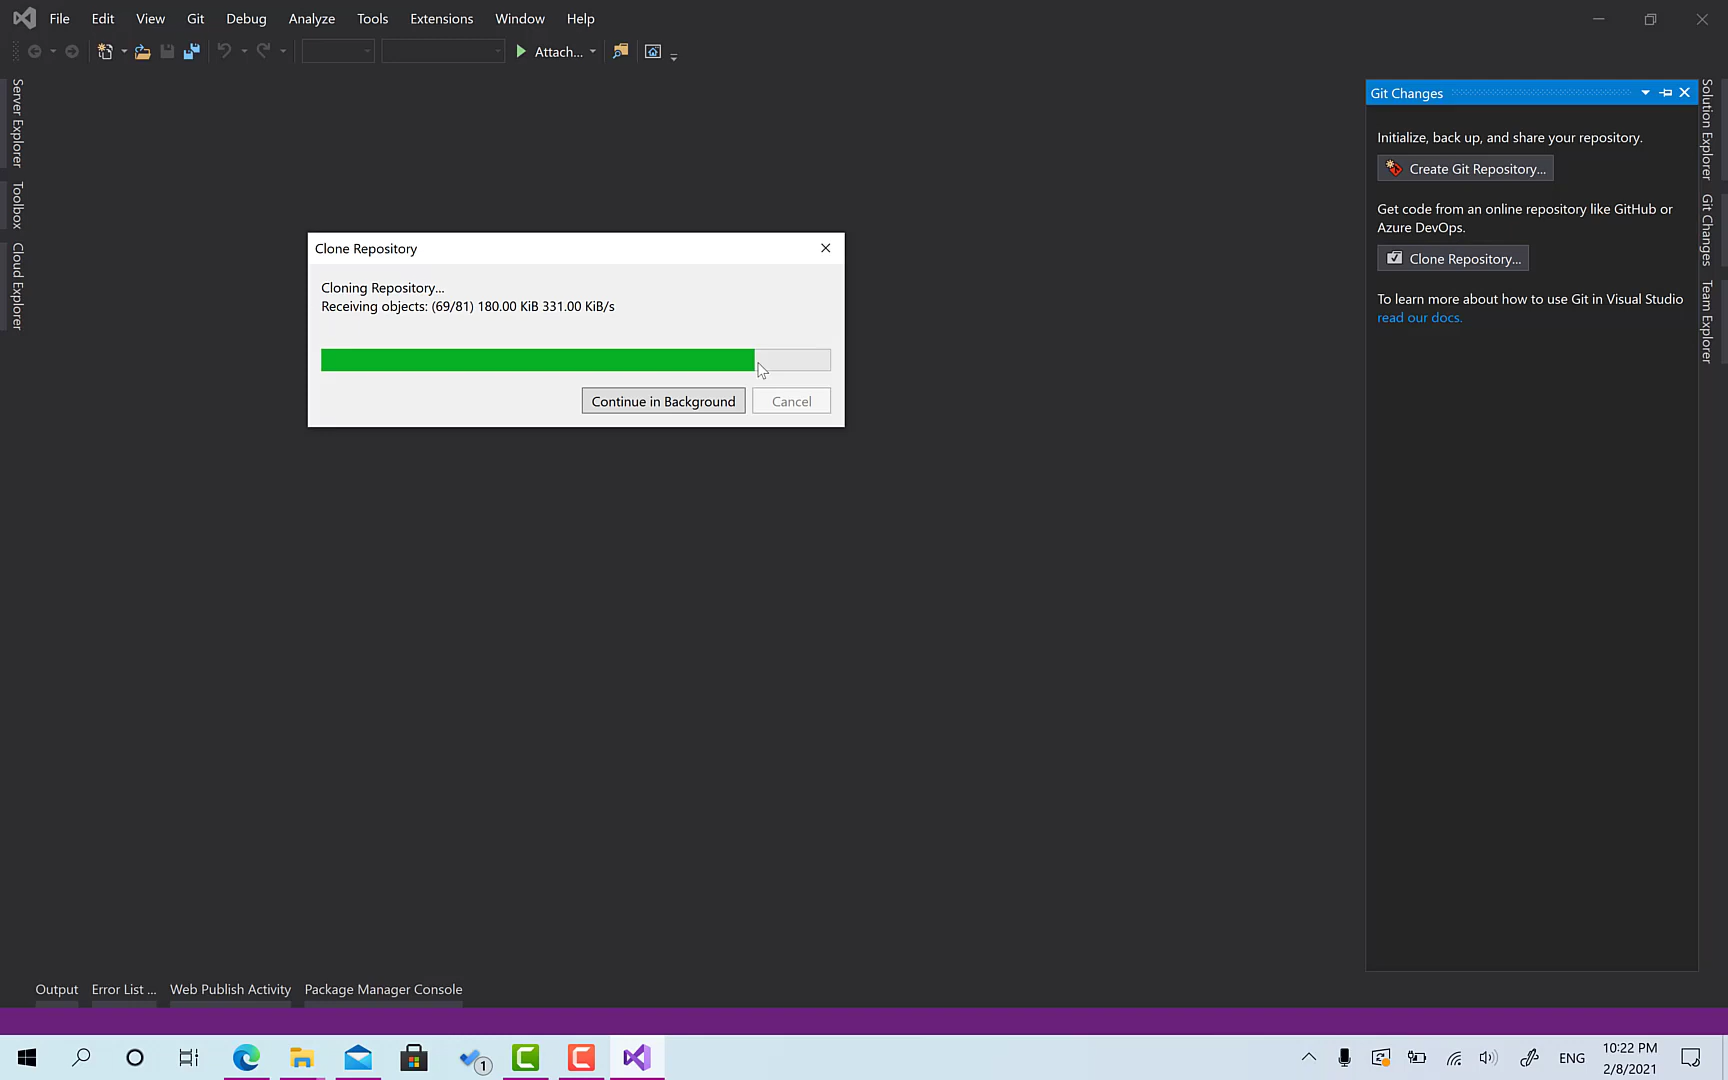 File Edit View Git Debug Analyze Tools Extensions Window Help
Attach...
Server Explorer
Toolbox
Cloud Explorer
Clone Repository
Cloning Repository...
Receiving objects: (69/81) 180.00 KiB 331.00 KiB/s
Continue in Background
Cancel
Git Changes
Initialize, back up, and share your repository.
Create Git Repository...
Get code from an online repository like GitHub or
Azure DevOps.
Clone Repository...
To learn more about how to use Git in Visual Studio
read our docs.
Solution Explorer
Git Changes
Team Explorer
Output Error List ... Web Publish Activity Package Manager Console
1
ENG
10:22 PM
2/8/2021